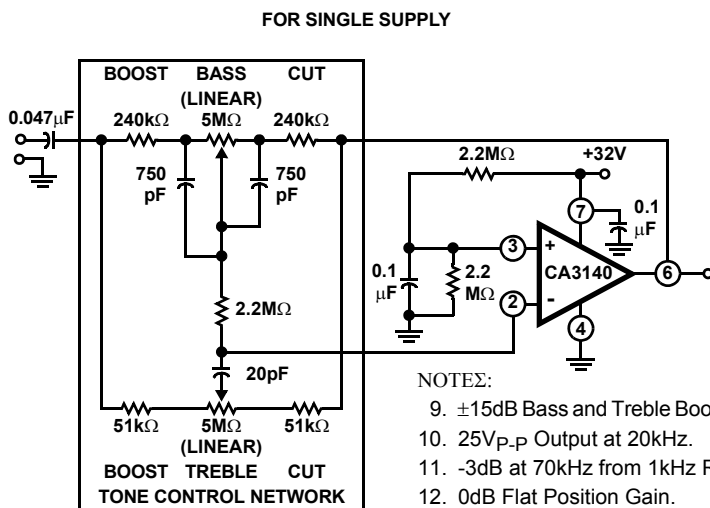 FOR SINGLE SUPPLY
BOOST BASS CUT
(LINEAR)
0.047μF
240kΩ 5MΩ 240kΩ
750
pF
750
pF
2.2MΩ
20pF
51kΩ 5MΩ 51kΩ
(LINEAR)
BOOST TREBLE CUT
TONE CONTROL NETWORK
2.2MΩ
+32V
7
0.1
μF
3
+
0.1
μF
2.2
MΩ
CA3140
6
2
-
4
NOTEΣ:
9. ±15dB Bass and Treble Boo
10. 25VP-P Output at 20kHz.
11. -3dB at 70kHz from 1kHz
12. 0dB Flat Position Gain.